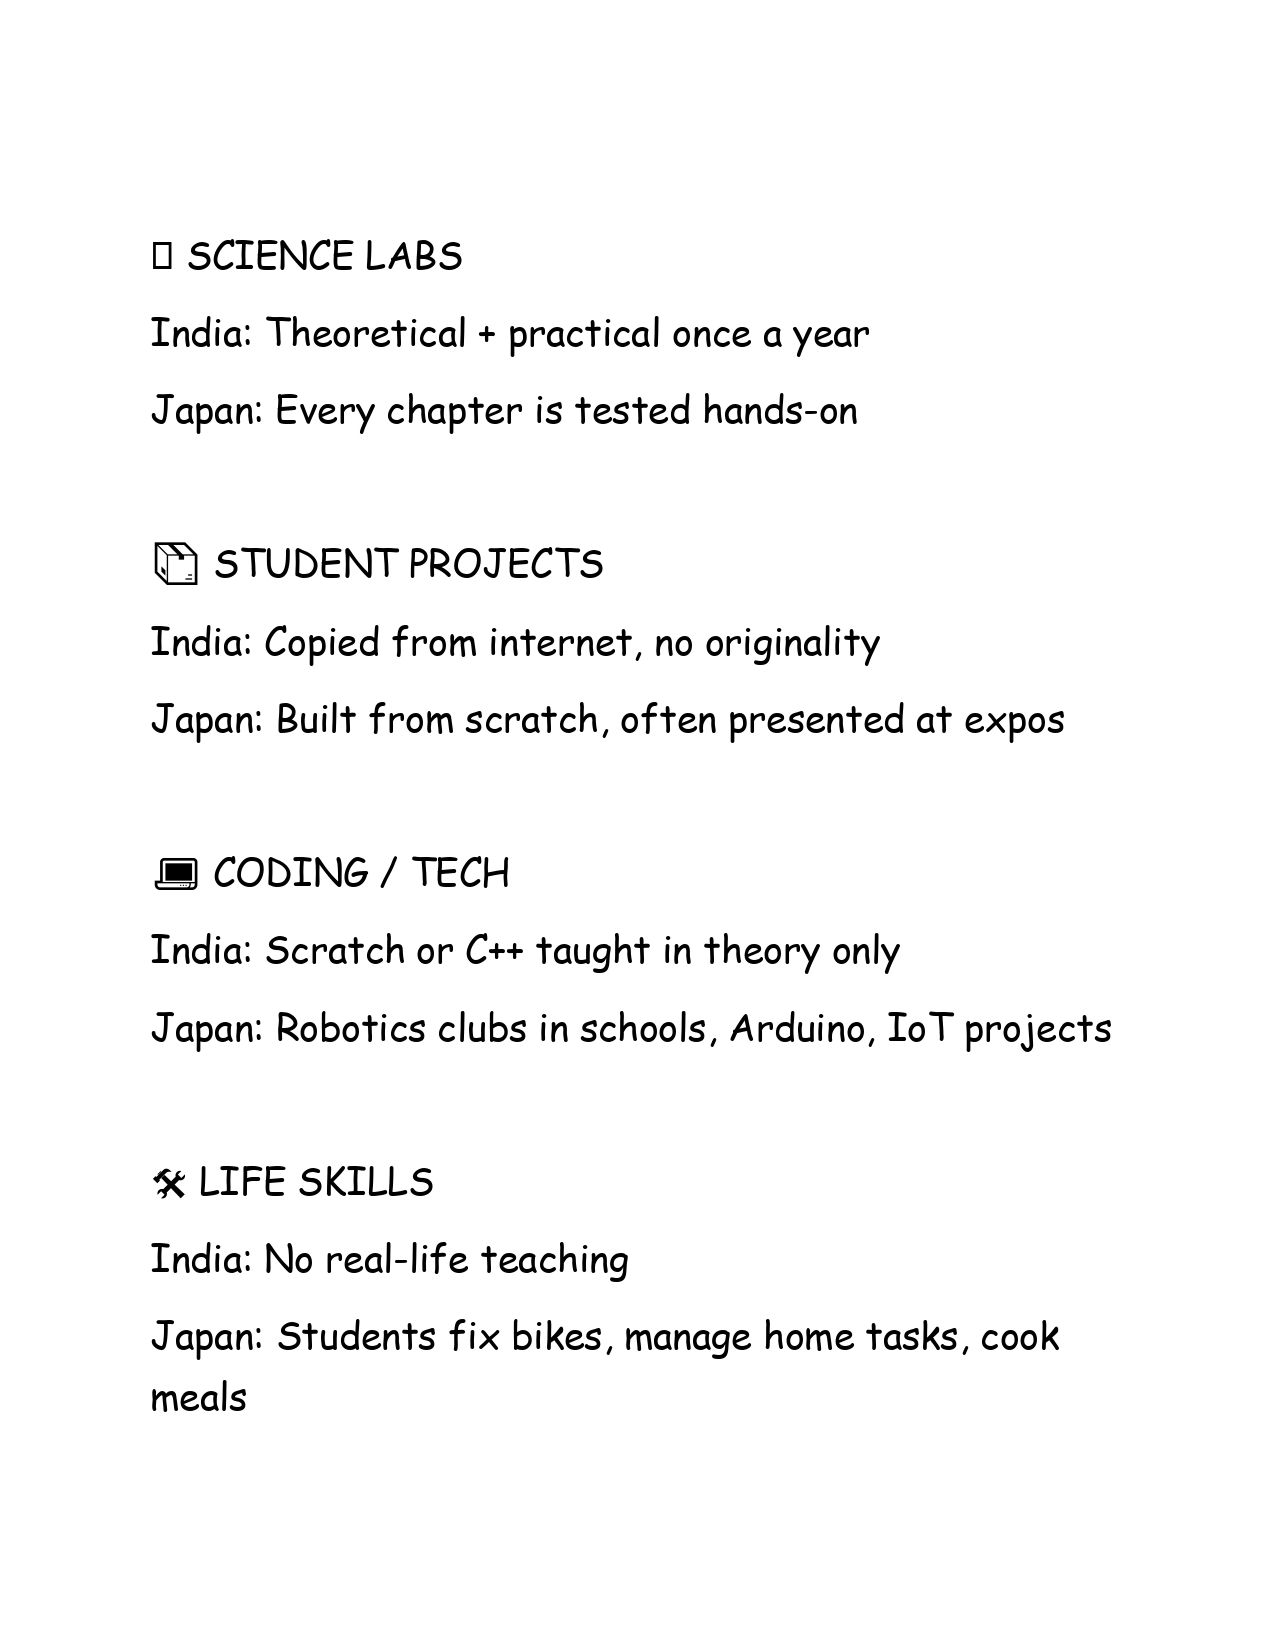 SCIENCE LABS
India: Theoretical + practical once a year
Japan: Every chapter is tested hands-on
📦 STUDENT PROJECTS
India: Copied from internet, no originality
Japan: Built from scratch, often presented at expos
💻 CODING / TECH
India: Scratch or C++ taught in theory only
Japan: Robotics clubs in schools, Arduino, IoT projects
🛠 LIFE SKILLS
India: No real-life teaching
Japan: Students fix bikes, manage home tasks, cook
meals